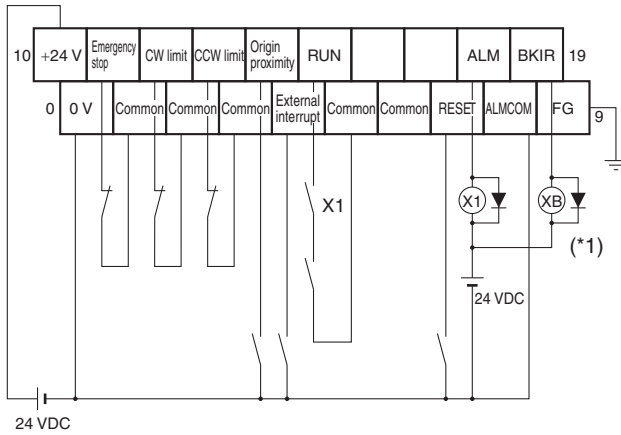 10
+24 V
Emergency
stop
CW limit
CCW limit
Origin
proximity
RUN
ALM
BKIR
19
0
0 V
Common
Common
Common
External
interrupt
Common
Common
RESET
ALMCOM
FG
9
X1
X1
XB
(*1)
24 VDC
24 VDC